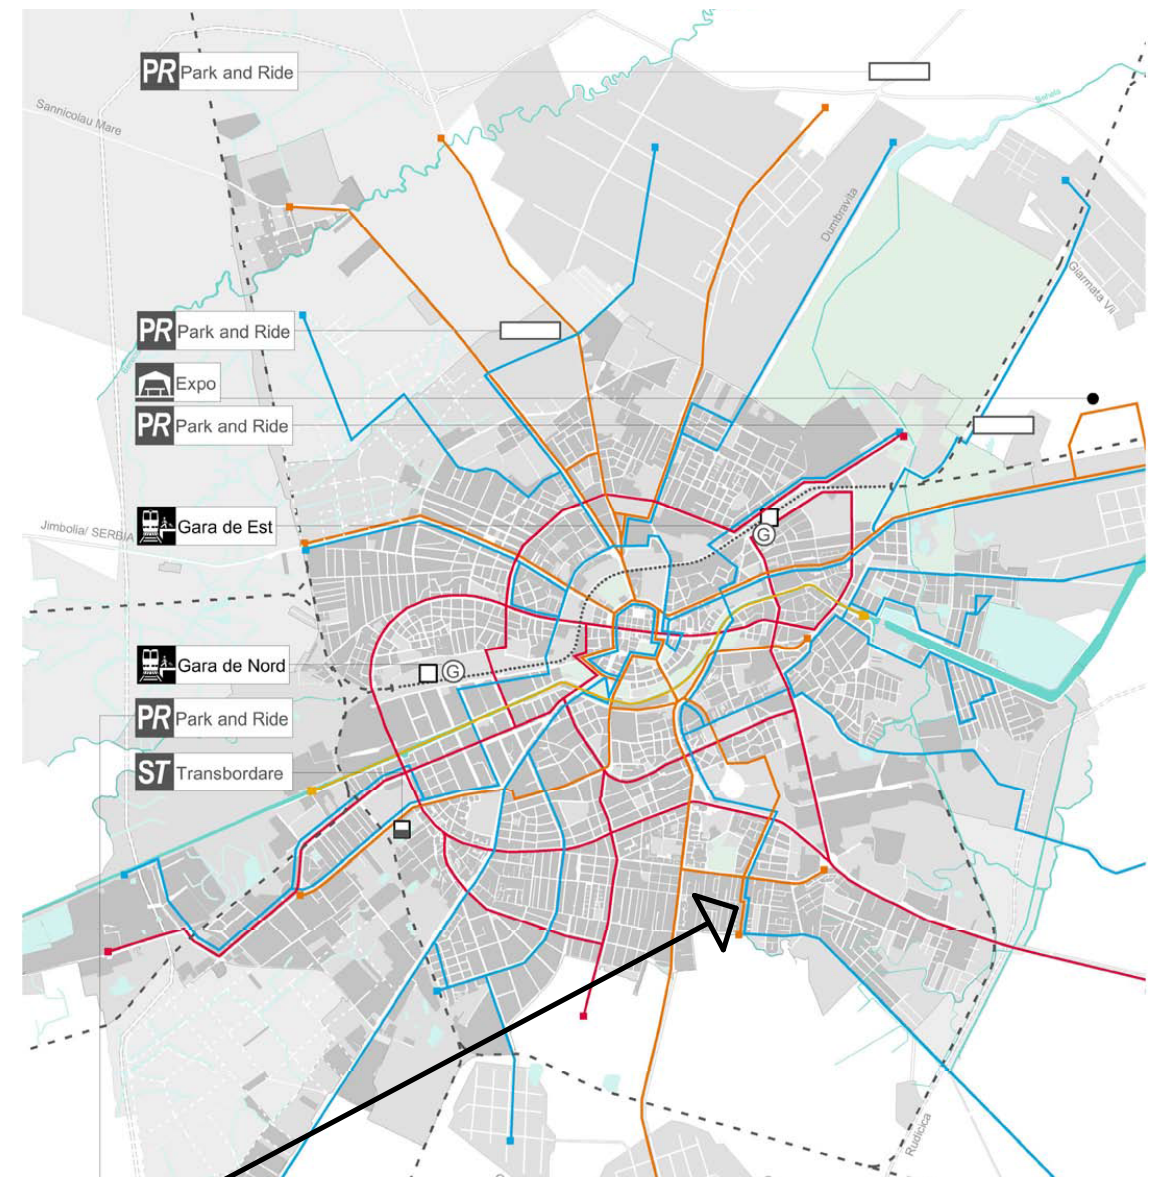 PR Park and Ride
Sannicolau Mare
Behela
Dumbravita
Giarmata Vii
PR Park and Ride
Expo
PR Park and Ride
Jimbolia/ SERBIA
Gara de Est
G
Gara de Nord
G
PR Park and Ride
ST Transbordare
Rudicica